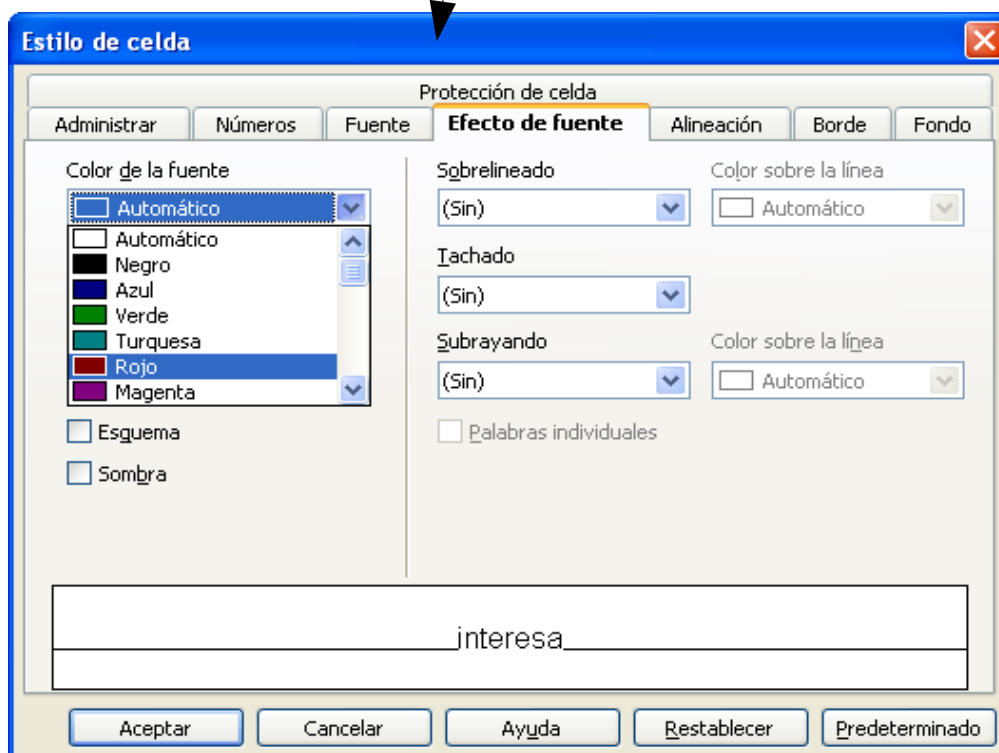 Estilo de celda
Protección de celda
Administrar Números Fuente Efecto de fuente Alineación Borde Fondo
Color de la fuente Sobrelineado Color sobre la línea
Automático (Sin) Automático
Automático
Negro Tachado
Azul (Sin)
Verde
Turquesa Subrayando Color sobre la línea
Rojo (Sin) Automático
Magenta
Esquema Palabras individuales
Sombra
interesa
Aceptar Cancelar Ayuda Restablecer Predeterminado